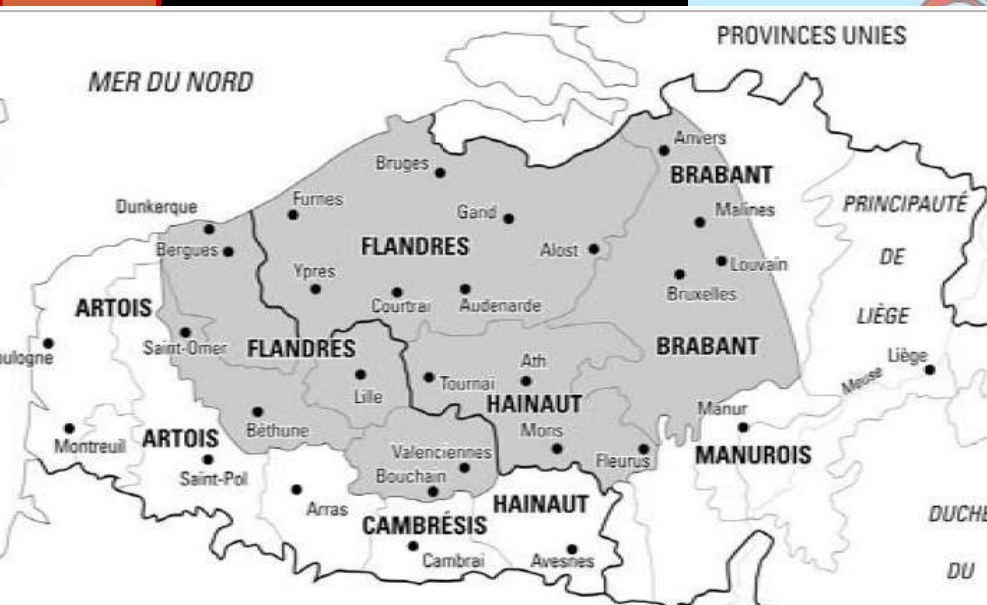 PROVINCES UNIES
MER DU NORD
Anvers
Bruges
BRABANT
Furnes
Dunkerque
Malines
PRINCIPAUTÉ
Gand
Bergues
FLANDRES
Alost
DE
Ypres
Louvain
Bruxelles
Courtrai
Audenarde
ARTOIS
LIÈGE
Saint-Omer
FLANDRES
BRABANT
oulogne
Ath
Liège
Tournai
Meuse
Lille
HAINAUT
Manur
Béthune
Mons
ARTOIS
Montreuil
Valenciennes
MANUROIS
Fleurus
Bouchain
Saint-Pol
HAINAUT
Arras
DUCHÉ
CAMBRÉSIS
Cambrai
Avesnes
DU